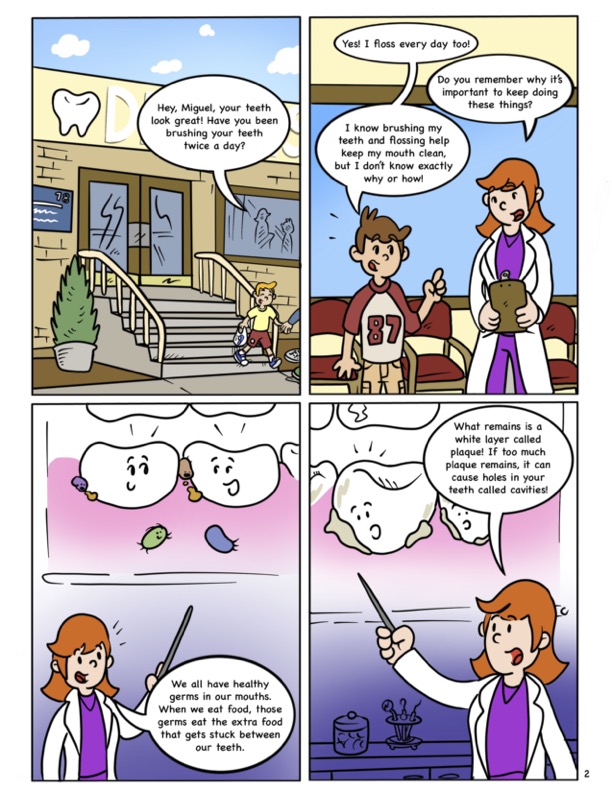 Hey, Miguel, your teeth
look great! Have you been
brushing your teeth
twice a day?
Yes! I floss every day too!
Do you remember why it's
important to keep doing
these things?
I know brushing my
teeth and flossing help
keep my mouth clean,
but I don't know exactly
why or how!
87
We all have healthy
germs in our mouths.
When we eat food, those
germs eat the extra food
that gets stuck between
our teeth.
What remains is a
white layer called
plaque! If too much
plaque remains, it can
cause holes in your
teeth called cavities!
2